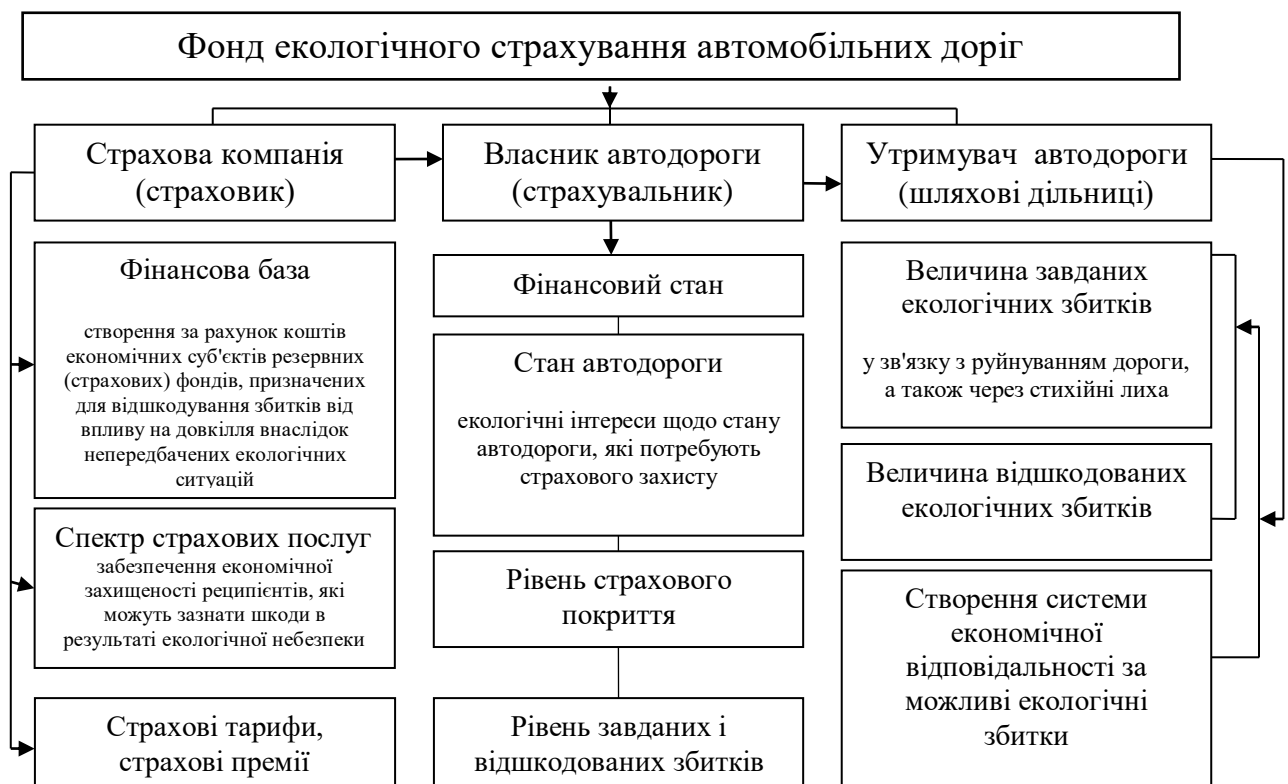 Фонд екологічного страхування автомобільних доріг
Страхова компанія
(страховик)
Власник автодороги
(страхувальник)
Утримувач автодороги
(шляхові дільниці)
Фінансова база
створення за рахунок коштів
економічних суб'єктів резервних
(страхових) фондів, призначених
для відшкодування збитків від
впливу на довкілля внаслідок
непередбачених екологічних
ситуацій
Спектр страхових послуг
забезпечення економічної
захищеності реципієнтів, які
можуть зазнати шкоди в
результаті екологічної небезпеки
Страхові тарифи,
страхові премії
Фінансовий стан
Стан автодороги
екологічні інтереси щодо стану
автодороги, які потребують
страхового захисту
Рівень страхового
покриття
Рівень завданих і
відшкодованих збитків
Величина завданих
екологічних збитків
у зв'язку з руйнуванням дороги,
а також через стихійні лиха
Величина відшкодованих
екологічних збитків
Створення системи
економічної
відповідальності за
можливі екологічні
збитки